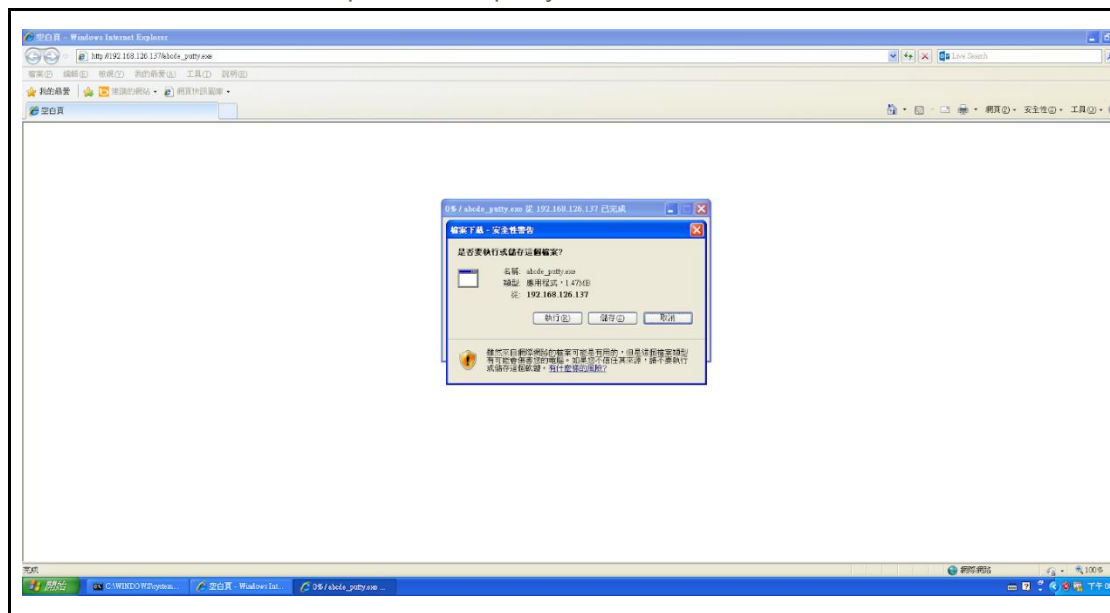 空白頁 - Windows Internet Explorer
http://192.168.126.137/abcde_putty.exe
Live Search
檔案(F) 編輯(E) 檢視(V) 我的最愛(A) 工具(T) 說明(H)
我的最愛 建議的網站 網頁快訊圖庫
空白頁
網頁(P) 安全性(S) 工具(O)
0% / abcde_putty.exe 從 192.168.126.137 已完成
檔案下載 - 安全性警告
是否要執行或儲存這個檔案?
名稱: abcde_putty.exe
類型: 應用程式，1.47MB
從: 192.168.126.137
執行(R) 儲存(S) 取消
雖然來自網際網路的檔案可能是有用的，但是這個檔案類型
有可能會傷害您的電腦。如果您不信任其來源，請不要執行
或儲存這個軟體。有什麼樣的風險?
完成
網際網路 100%
開始 C:\WINDOWS\system... 空白頁 - Windows Int... 0% / abcde_putty.exe ...
下午